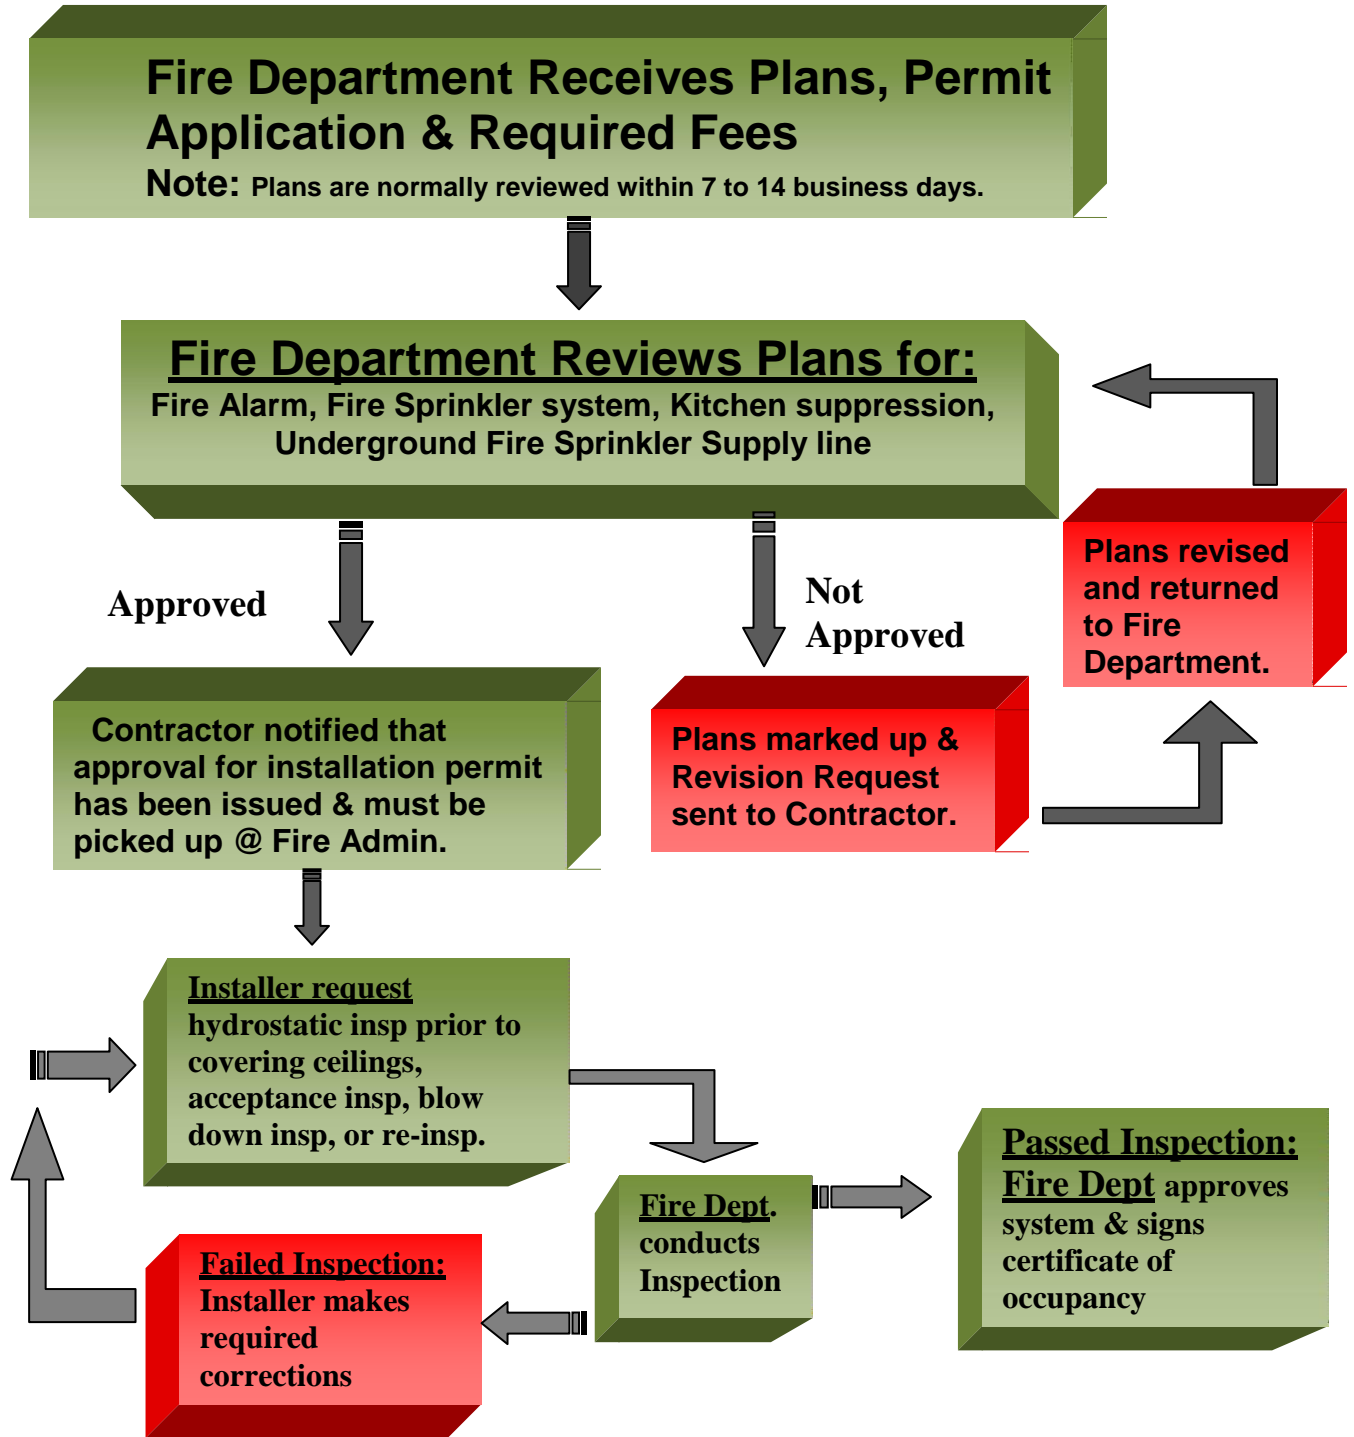 Fire Department Receives Plans, Permit
Application & Required Fees
Note: Plans are normally reviewed within 7 to 14 business days.
Fire Department Reviews Plans for:
Fire Alarm, Fire Sprinkler system, Kitchen suppression,
Underground Fire Sprinkler Supply line
Approved
Not
Approved
Plans revised
and returned
to Fire
Department.
Contractor notified that
approval for installation permit
has been issued & must be
picked up @ Fire Admin.
Plans marked up &
Revision Request
sent to Contractor.
Installer request
hydrostatic insp prior to
covering ceilings,
acceptance insp, blow
down insp, or re-insp.
Fire Dept.
conducts
Inspection
Passed Inspection:
Fire Dept approves
system & signs
certificate of
occupancy
Failed Inspection:
Installer makes
required
corrections